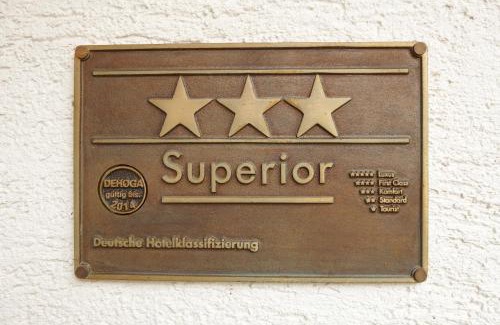 Superior
DEHOGA
gültig bis:
2014
★★★★★ Luxus
★★★★ First Class
★★★ Komfort
★★ Standard
★ Tourist
Deutsche Hotelklassifizierung